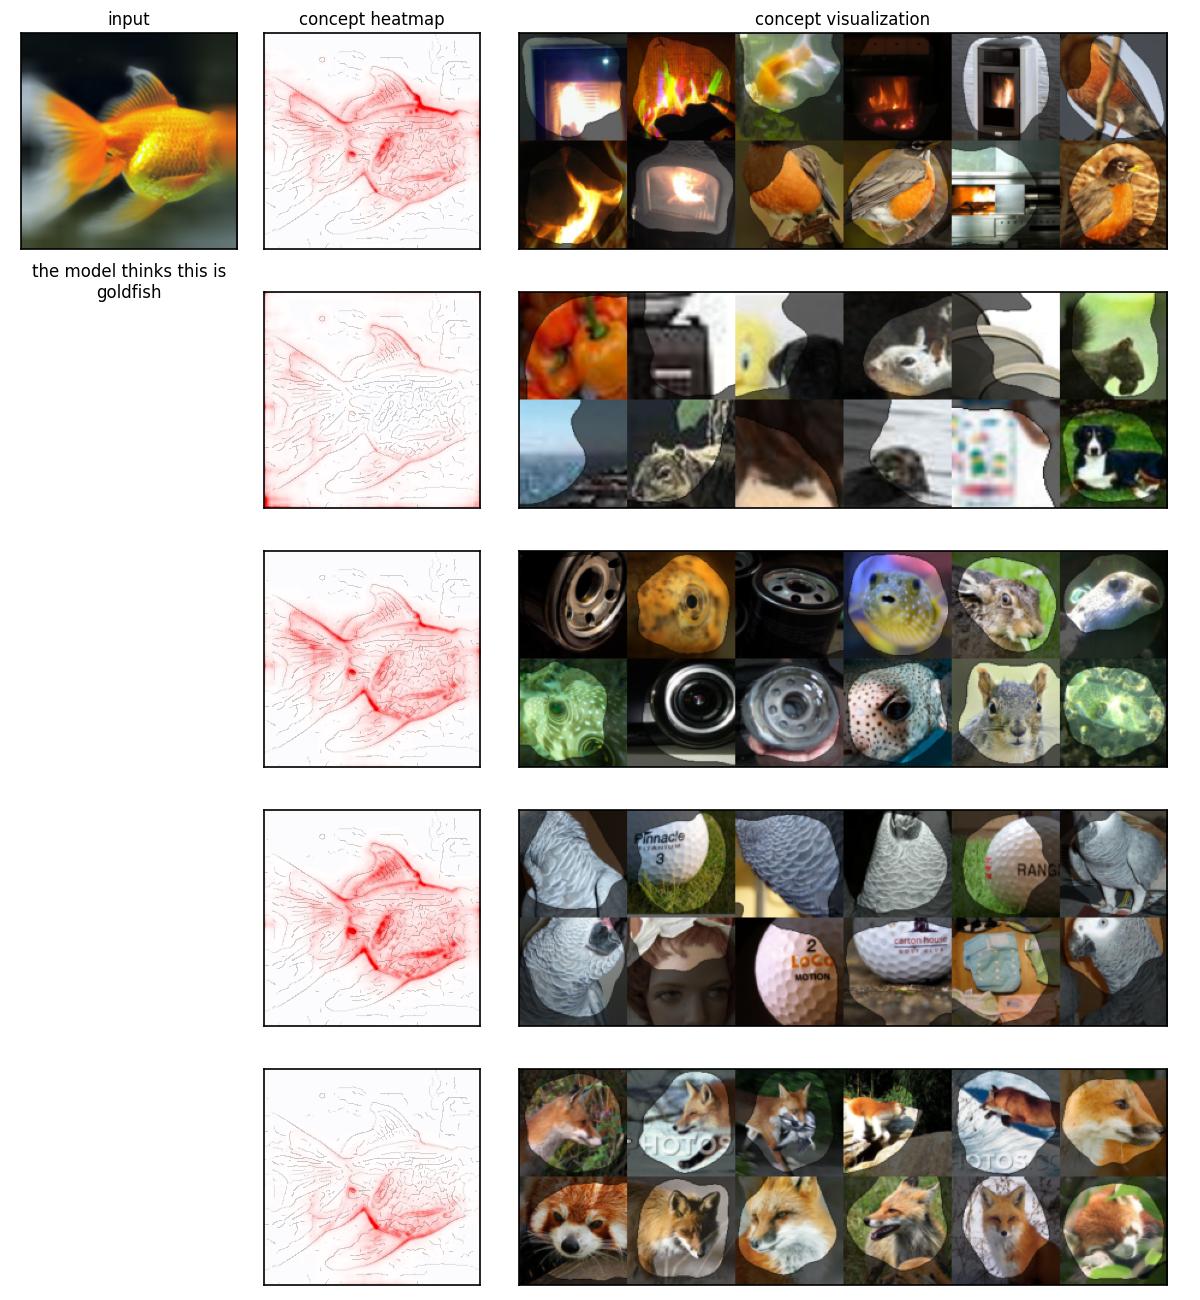 input
concept heatmap
concept visualization
the model thinks this is
goldfish
Pinnacle
3
RANG
2
LOCO
MOTION
carton house
HOTOS